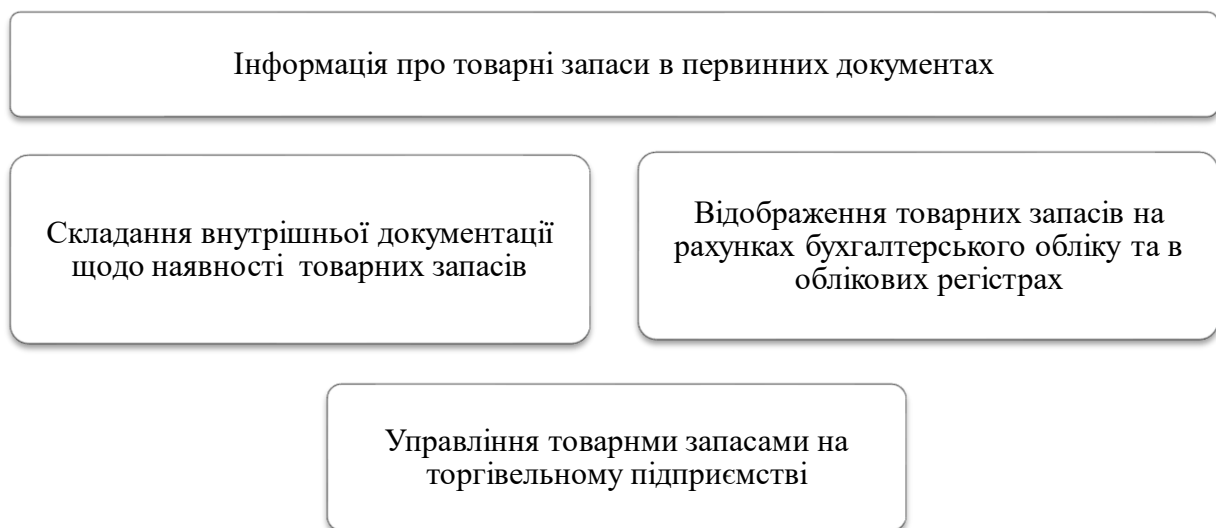 Інформація про товарні запаси в первинних документах
Складання внутрішньої документації
щодо наявності товарних запасів
Відображення товарних запасів на
рахунках бухгалтерського обліку та в
облікових регістрах
Управління товарнми запасами на
торгівельному підприємстві